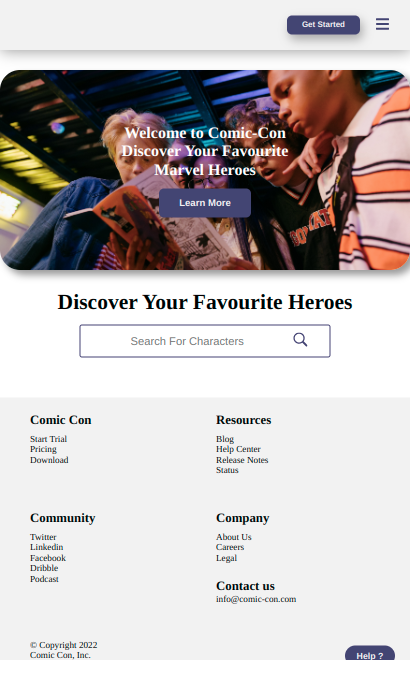 Get Started
Welcome to Comic-Con
Discover Your Favourite
Marvel Heroes
Learn More
Discover Your Favourite Heroes
Search For Characters
Comic Con
Start Trial
Pricing
Download
Resources
Blog
Help Center
Release Notes
Status
Community
Twitter
Linkedin
Facebook
Dribble
Podcast
Company
About Us
Careers
Legal
Contact us
info@comic-con.com
© Copyright 2022
Comic Con, Inc.
Help ?